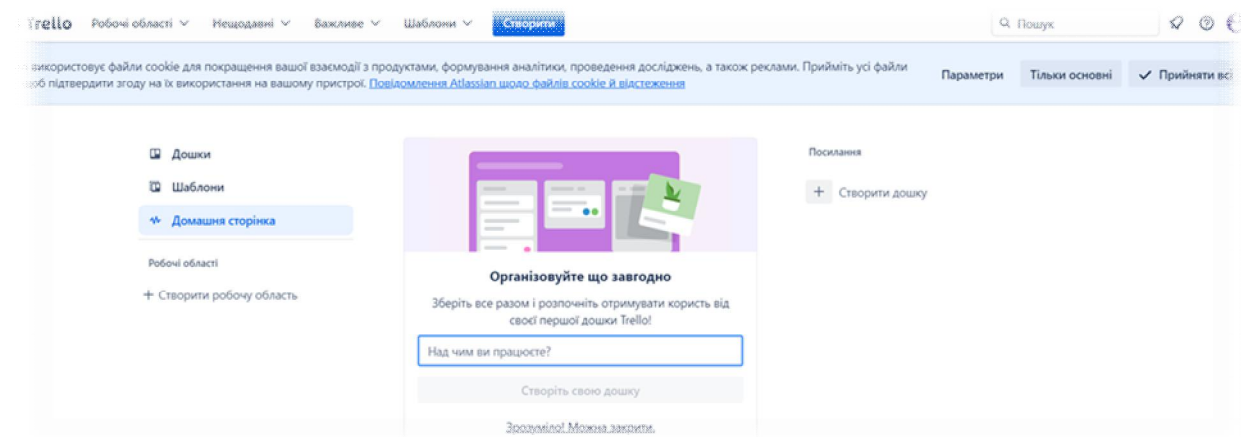 Trello Робочі області Нещодавні Важливе Шаблони Створити Пошук
використовує файли cookie для покращення вашої взаємодії з продуктами, формування аналітики, проведення досліджень, а також реклами. Прийміть усі файли
підтвердити згоду на їх використання на вашому пристрої. Повідомлення Atlassian щодо файлів cookie й відстеження
Параметри Тільки основні Прийняти все
Дошки
Шаблони
Домашня сторінка
Робочі області
+ Створити робочу область
Організовуйте що завгодно
Зберіть все разом і розпочніть отримувати користь від
своєї першої дошки Trello!
Над чим ви працюєте?
Створіть свою дошку
Зрозуміло! Можна закрити.
Посилання
+ Створити дошку